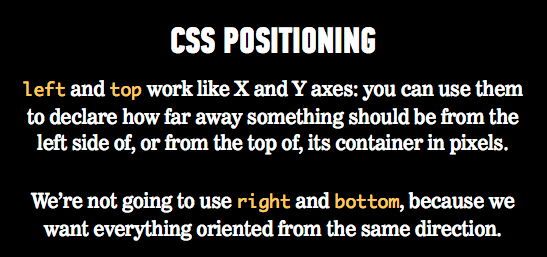 CSS POSITIONING
left and top work like X and Y axes: you can use them
to declare how far away something should be from the
left side of, or from the top of, its container in pixels.
We’re not going to use right and bottom, because we
want everything oriented from the same direction.